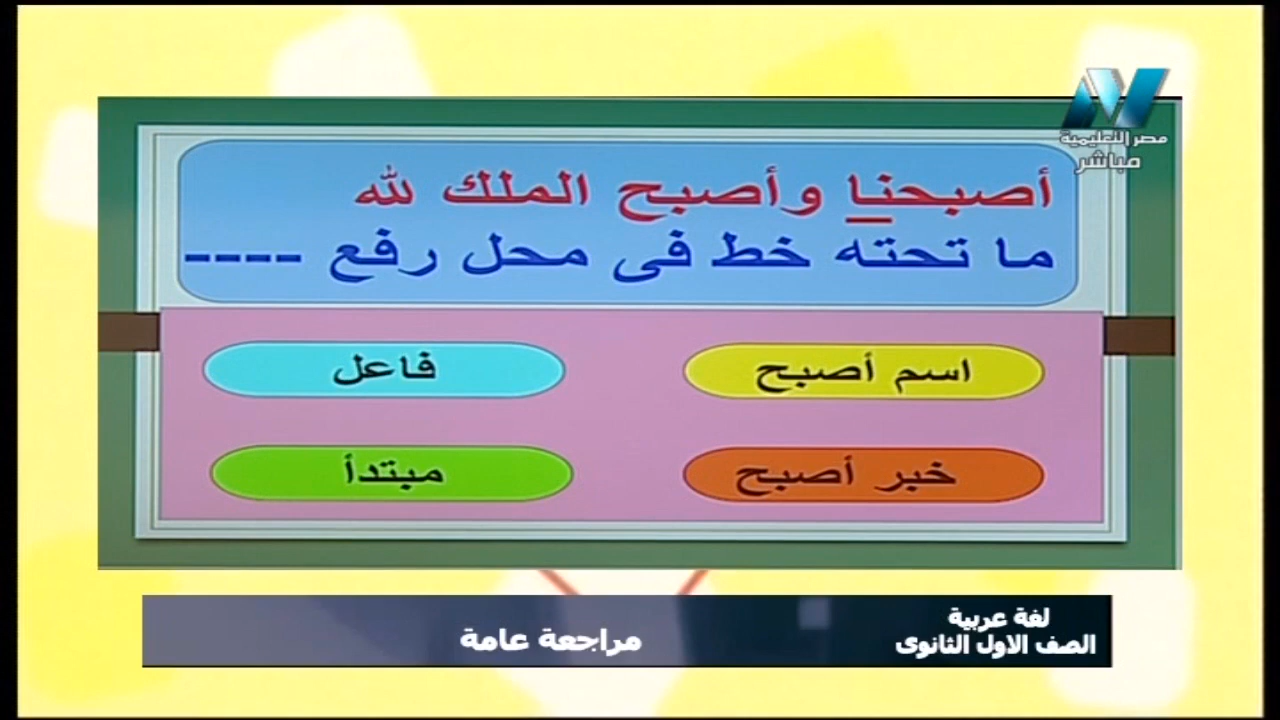 مصر التعليمية
مباشر
أصبحنا وأصبح الملك لله
ما تحته خط فى محل رفع ----
اسم أصبح
فاعل
خبر أصبح
مبتدأ
لغة عربية
الصف الاول الثانوى
مراجعة عامة